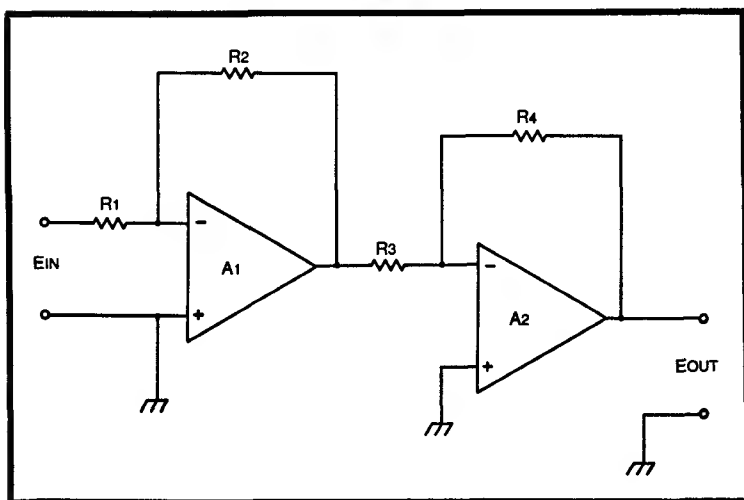 R2
R4
R1
-
R3
EIN
A1
-
+
A2
+
EOUT